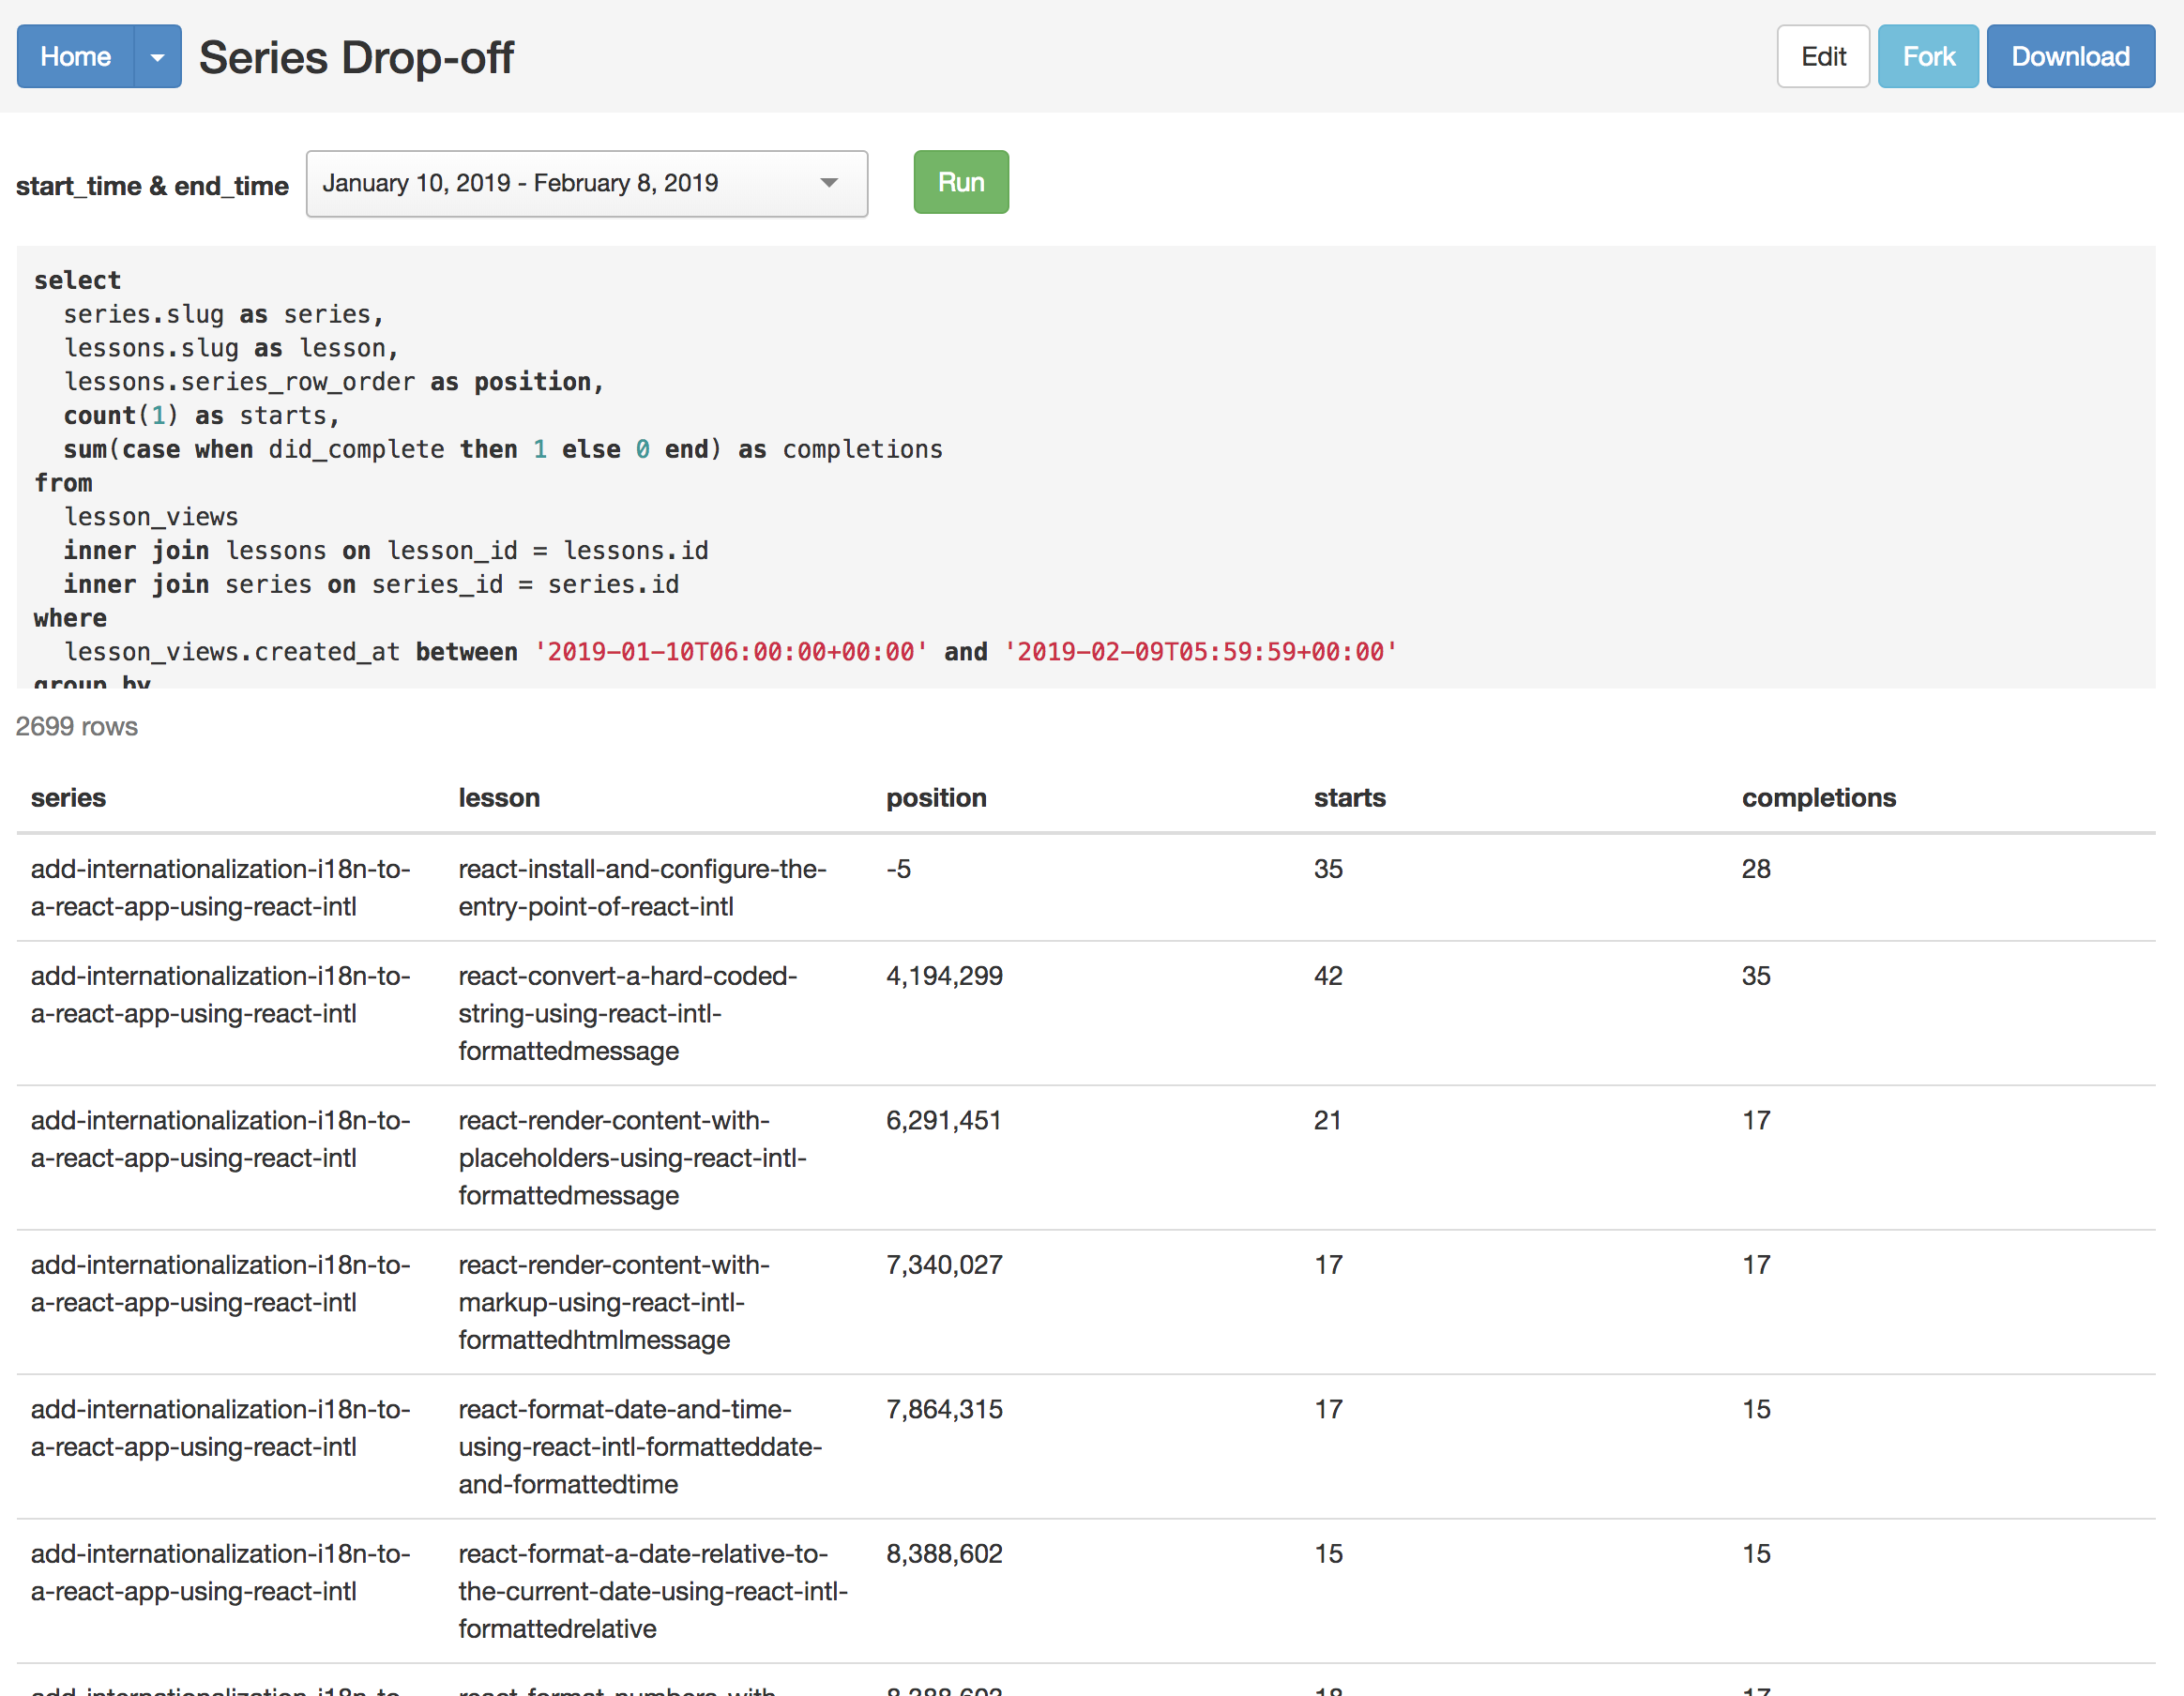 Home
Series Drop-off
Edit
Fork
Download
start_time & end_time
January 10, 2019 - February 8, 2019
Run
select
series.slug as series,
lessons.slug as lesson,
lessons.series_row_order as position,
count(1) as starts,
sum(case when did_complete then 1 else 0 end) as completions
from
lesson_views
inner join lessons on lesson_id = lessons.id
inner join series on series_id = series.id
where
lesson_views.created_at between '2019-01-10T06:00:00+00:00' and '2019-02-09T05:59:59+00:00'
group by
2699 rows
series lesson position starts completions
add-internationalization-i18n-to- react-install-and-configure-the- -5 35 28
a-react-app-using-react-intl entry-point-of-react-intl
add-internationalization-i18n-to- react-convert-a-hard-coded- 4,194,299 42 35
a-react-app-using-react-intl string-using-react-intl-
formattedmessage
add-internationalization-i18n-to- react-render-content-with- 6,291,451 21 17
a-react-app-using-react-intl placeholders-using-react-intl-
formattedmessage
add-internationalization-i18n-to- react-render-content-with- 7,340,027 17 17
a-react-app-using-react-intl markup-using-react-intl-
formattedhtmlmessage
add-internationalization-i18n-to- react-format-date-and-time- 7,864,315 17 15
a-react-app-using-react-intl using-react-intl-formatteddate-
and-formattedtime
add-internationalization-i18n-to- react-format-a-date-relative-to- 8,388,602 15 15
a-react-app-using-react-intl the-current-date-using-react-intl-
formattedrelative
add-internationalization-i18n-to- react-format-numbers-with- 18 17